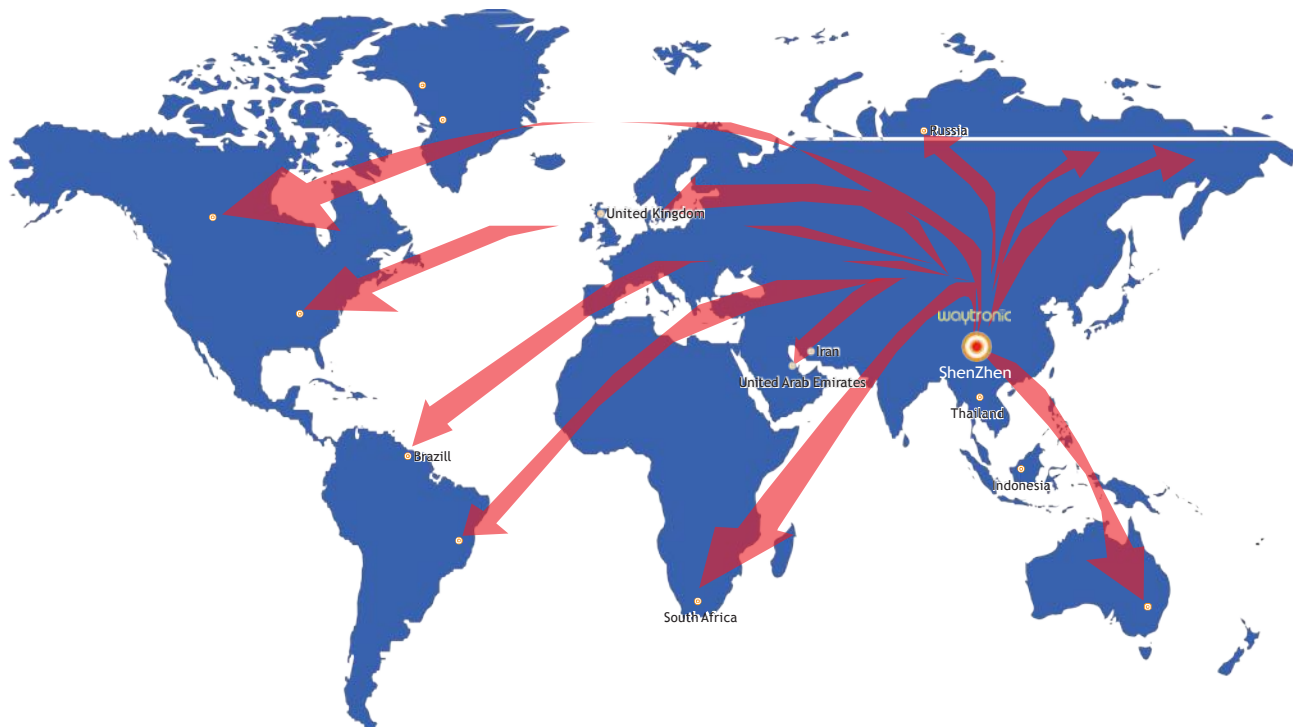 Russia
United Kingdom
waytronic
Iran
ShenZhen
United Arab Emirates
Thailand
Brazill
Indonesia
South Africa